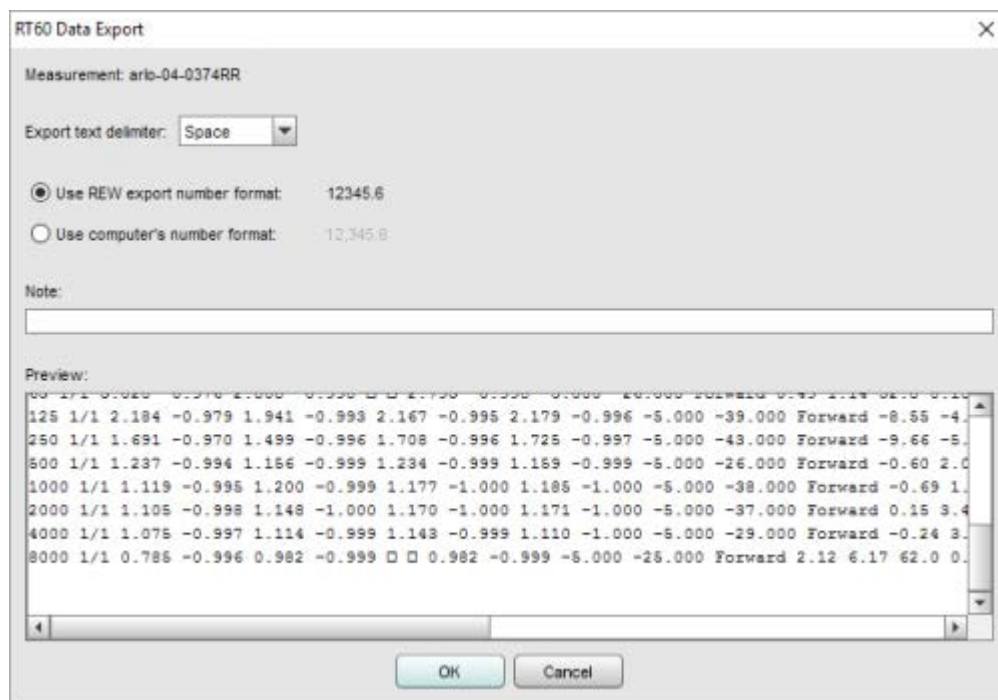 RT60 Data Export
Measurement: arlo-04-0374RR
Export text delimiter: Space
Use REW export number format: 12345.6
Use computer's number format: 12,345.6
Note:
Preview:
125 1/1 2.184 -0.979 1.941 -0.993 2.167 -0.995 2.179 -0.996 -5.000 -39.000 Forward -8.55 -4.
250 1/1 1.691 -0.970 1.499 -0.996 1.708 -0.996 1.725 -0.997 -5.000 -43.000 Forward -9.66 -5.
500 1/1 1.237 -0.994 1.156 -0.999 1.234 -0.999 1.159 -0.999 -5.000 -26.000 Forward -0.60 2.0
1000 1/1 1.119 -0.995 1.200 -0.999 1.177 -1.000 1.185 -1.000 -5.000 -38.000 Forward -0.69 1.
2000 1/1 1.105 -0.998 1.148 -1.000 1.170 -1.000 1.171 -1.000 -5.000 -37.000 Forward 0.15 3.4
4000 1/1 1.075 -0.997 1.114 -0.999 1.143 -0.999 1.110 -1.000 -5.000 -29.000 Forward -0.24 3.
8000 1/1 0.785 -0.996 0.982 -0.999 □ □ 0.982 -0.999 -5.000 -25.000 Forward 2.12 6.17 62.0 0.
OK Cancel